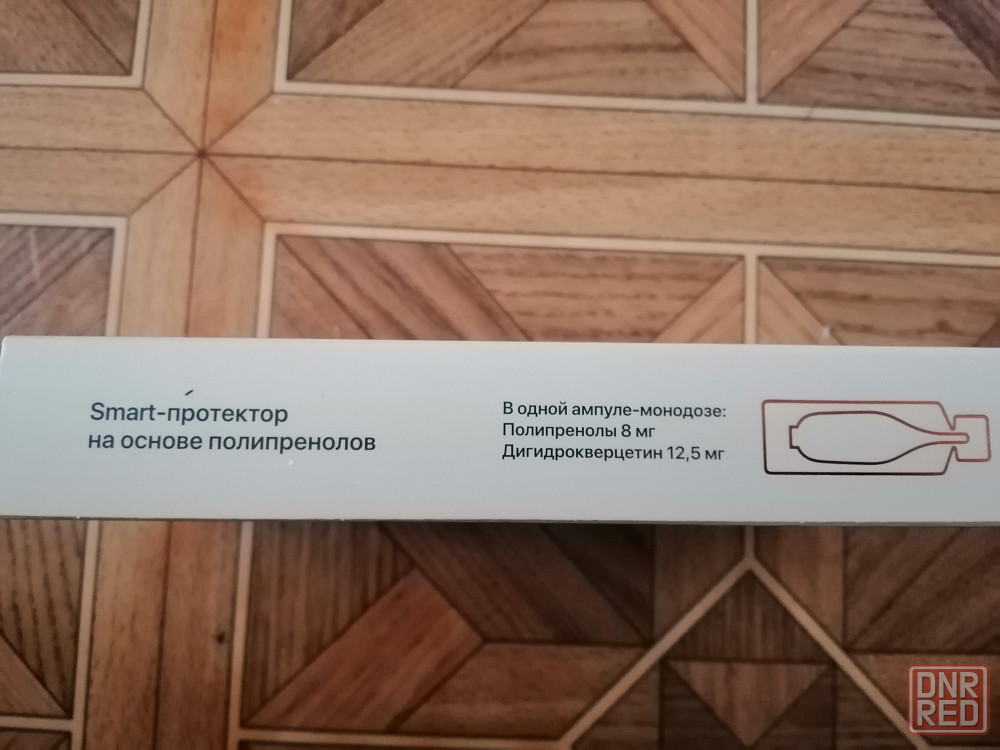 Smart-протектор
на основе полипренолов
В одной ампуле-монодозе:
Полипренолы 8 мг
Дигидрокверцетин 12,5 мг
DNR
RED